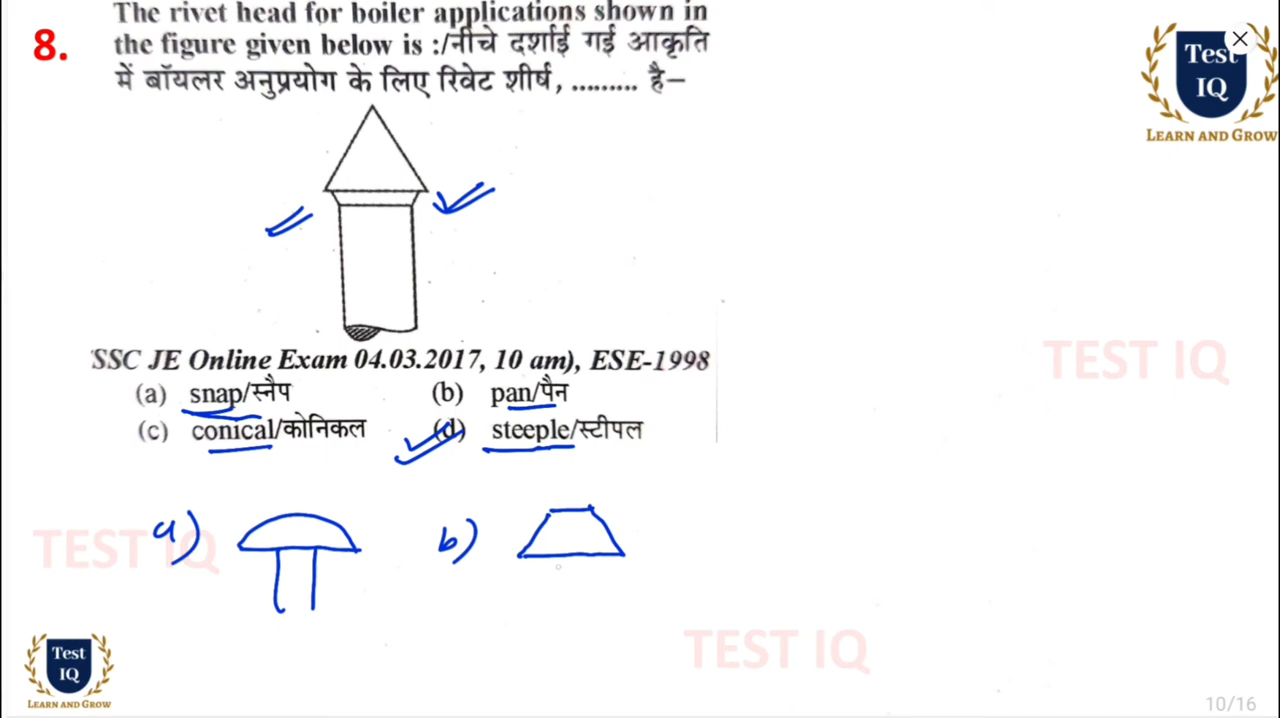 The rivet head for boiler applications shown in
8. the figure given below is :/नीचे दर्शाई गई आकृति
में बॉयलर अनुप्रयोग के लिए रिवेट शीर्ष, ......... है–
Test
IQ
LEARN AND GROW
SSC JE Online Exam 04.03.2017, 10 am), ESE-1998
(a) snap/स्नैप (b) pan/पैन
(c) conical/कोनिकल (d) steeple/स्टीपल
TEST IQ
a) b)
TEST IQ
TEST IQ
Test
IQ
LEARN AND GROW
10/16